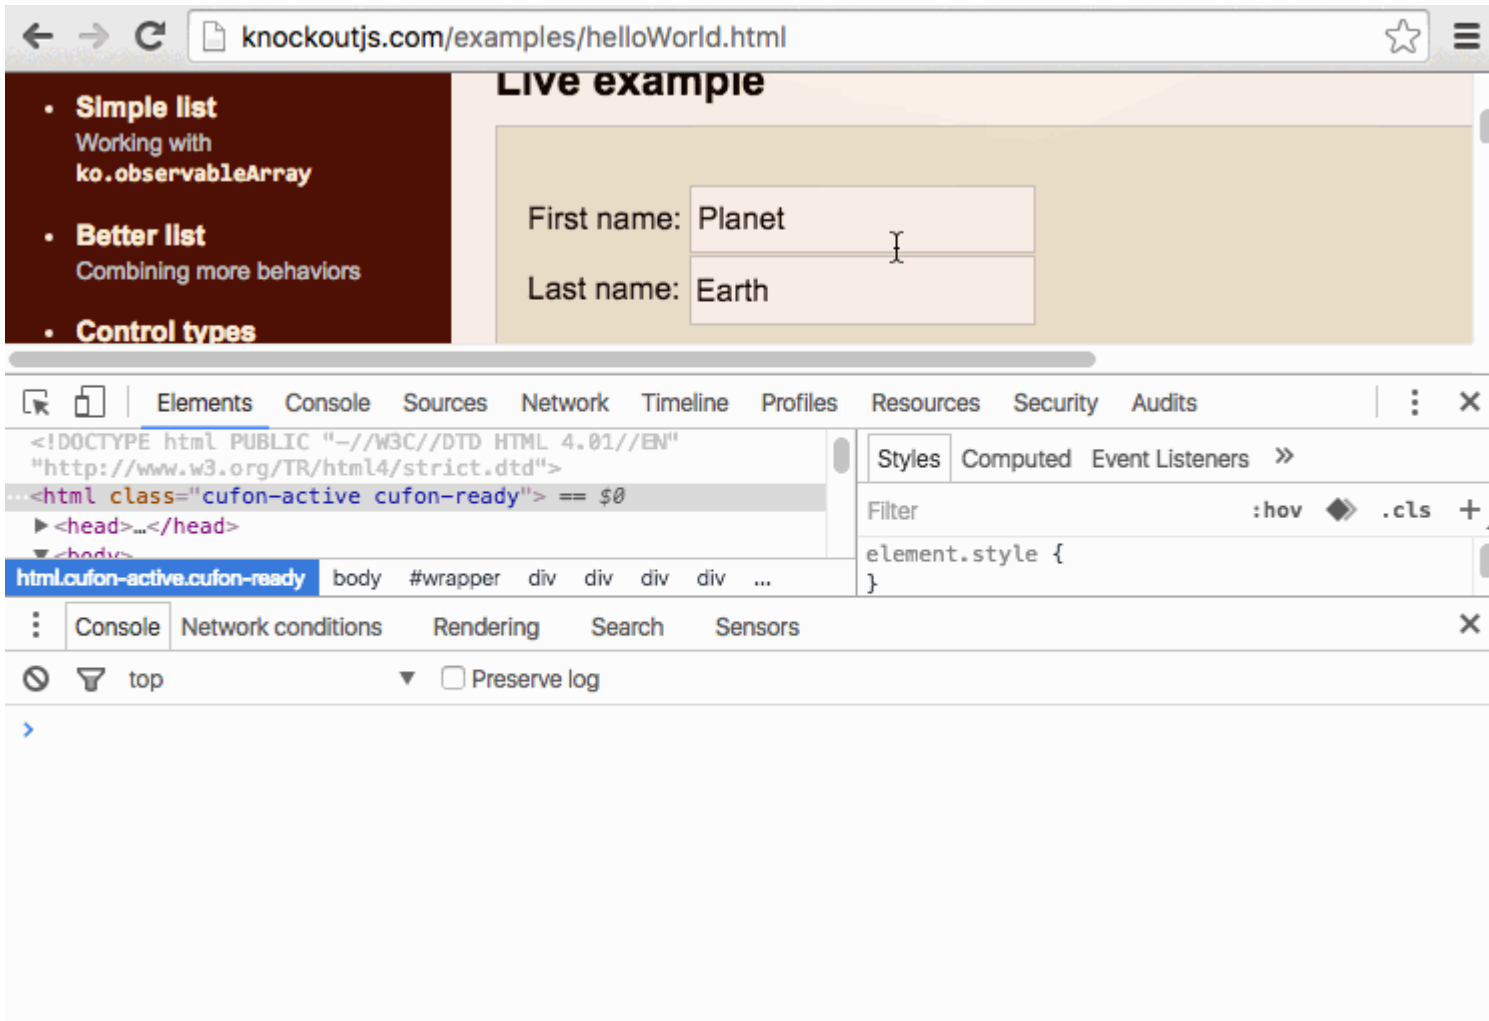 knockoutjs.com/examples/helloWorld.html
Live example
• Simple list
Working with
ko.observableArray
• Better list
Combining more behaviors
• Control types
First name: Planet
Last name: Earth
Elements Console Sources Network Timeline Profiles Resources Security Audits
<!DOCTYPE html PUBLIC "-//W3C//DTD HTML 4.01//EN"
"http://www.w3.org/TR/html4/strict.dtd">
···<html class="cufon-active cufon-ready"> == $0
▶<head>…</head>
▼<body>
html.cufon-active.cufon-ready body #wrapper div div div div ...
Styles Computed Event Listeners »
Filter :hov .cls +
element.style {
}
Console Network conditions Rendering Search Sensors
top ▼ Preserve log
>